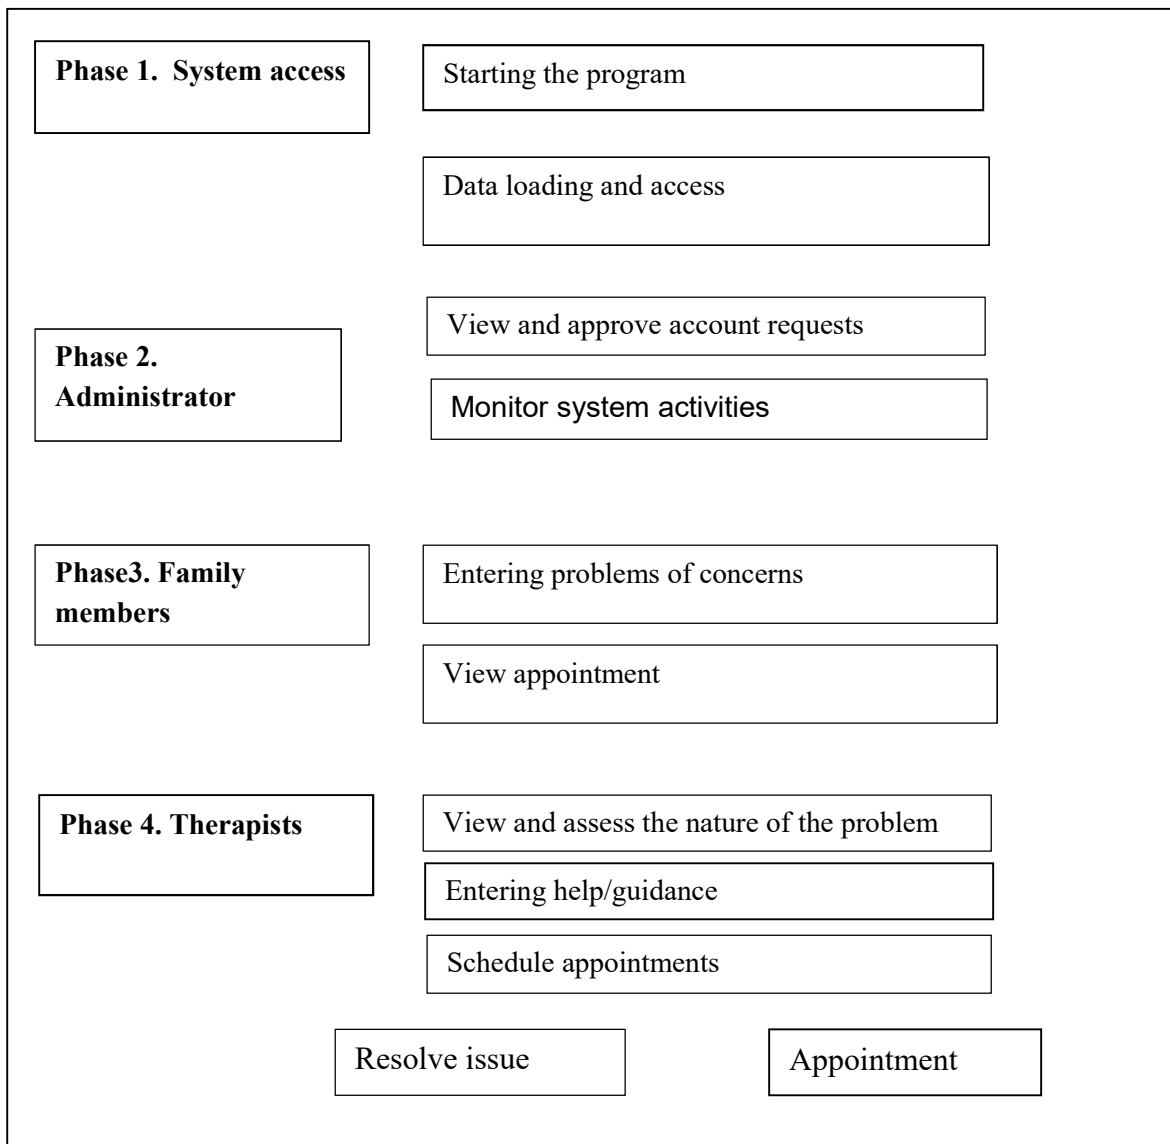 Phase 1.  System access
Starting the program
Data loading and access
View and approve account requests
Phase 2.
Administrator
Monitor system activities
Phase3. Family
members
Entering problems of concerns
View appointment
Phase 4. Therapists
View and assess the nature of the problem
Entering help/guidance
Schedule appointments
Resolve issue
Appointment